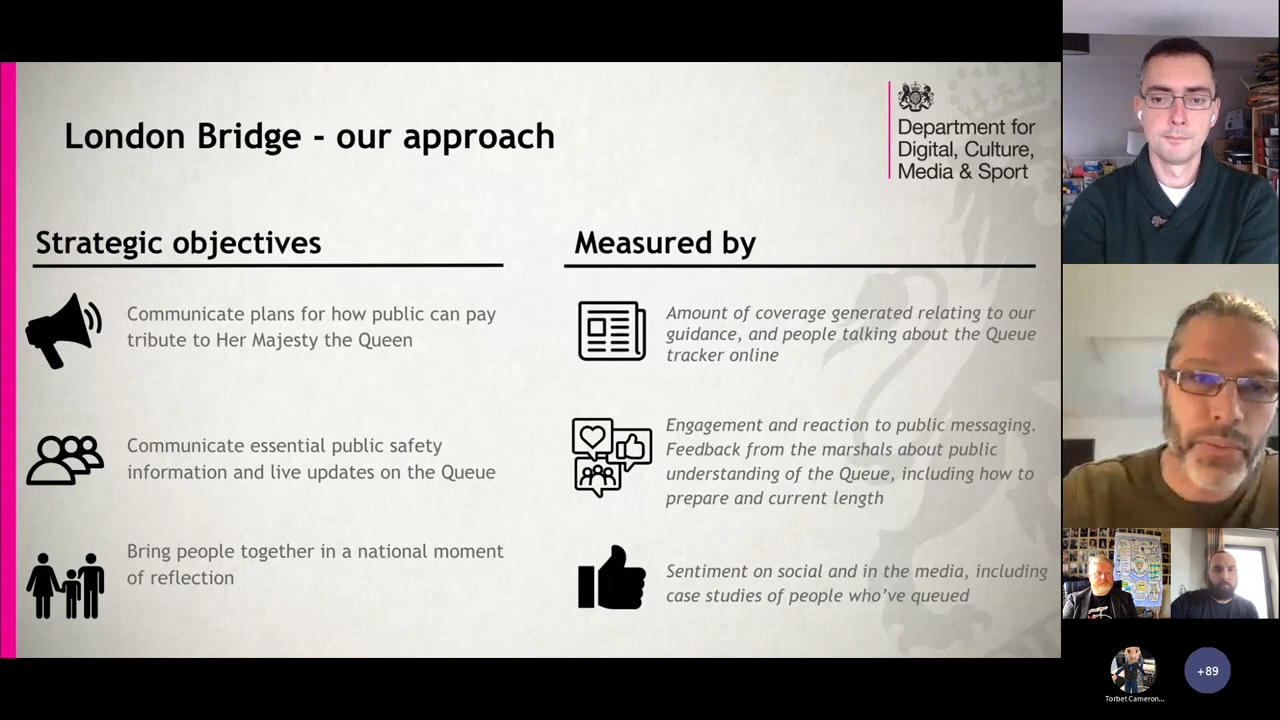 London Bridge - our approach
Department for
Digital, Culture,
Media & Sport
Strategic objectives
Communicate plans for how public can pay
tribute to Her Majesty the Queen
Communicate essential public safety
information and live updates on the Queue
Bring people together in a national moment
of reflection
Measured by
Amount of coverage generated relating to our
guidance, and people talking about the Queue
tracker online
Engagement and reaction to public messaging.
Feedback from the marshals about public
understanding of the Queue, including how to
prepare and current length
Sentiment on social and in the media, including
case studies of people who’ve queued
Torbet Cameron...
+89